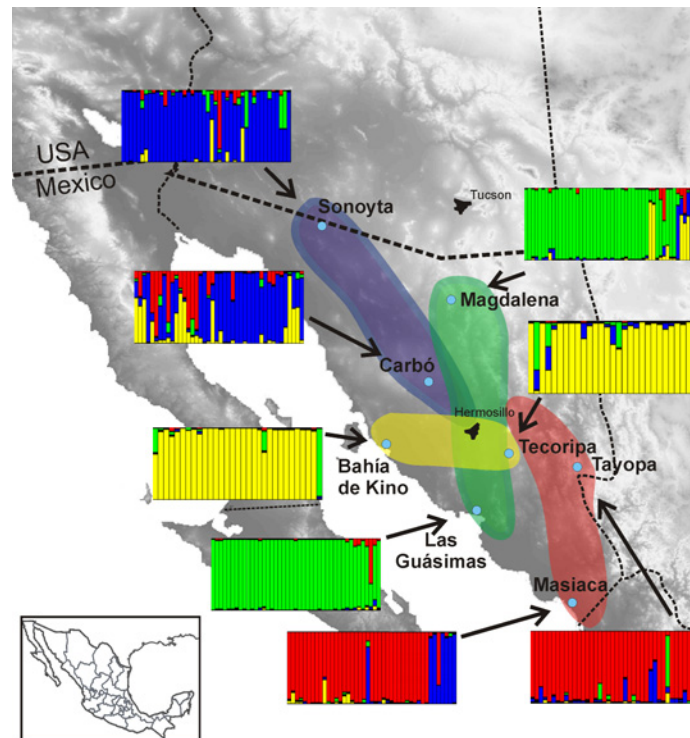 USA
Mexico
Sonoyta
Tucson
Magdalena
Carbó
Hermosillo
Tecoripa
Tayopa
Bahía
de Kino
Las
Guásimas
Masiaca